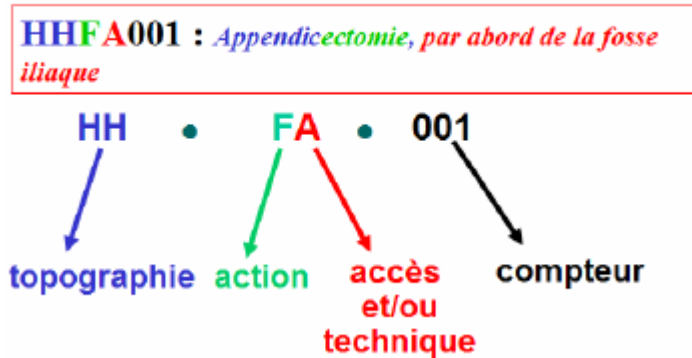 HHFA001 : Appendicectomie, par abord de la fosse
iliaque
HH • FA • 001
topographie action accès compteur
et/ou
technique